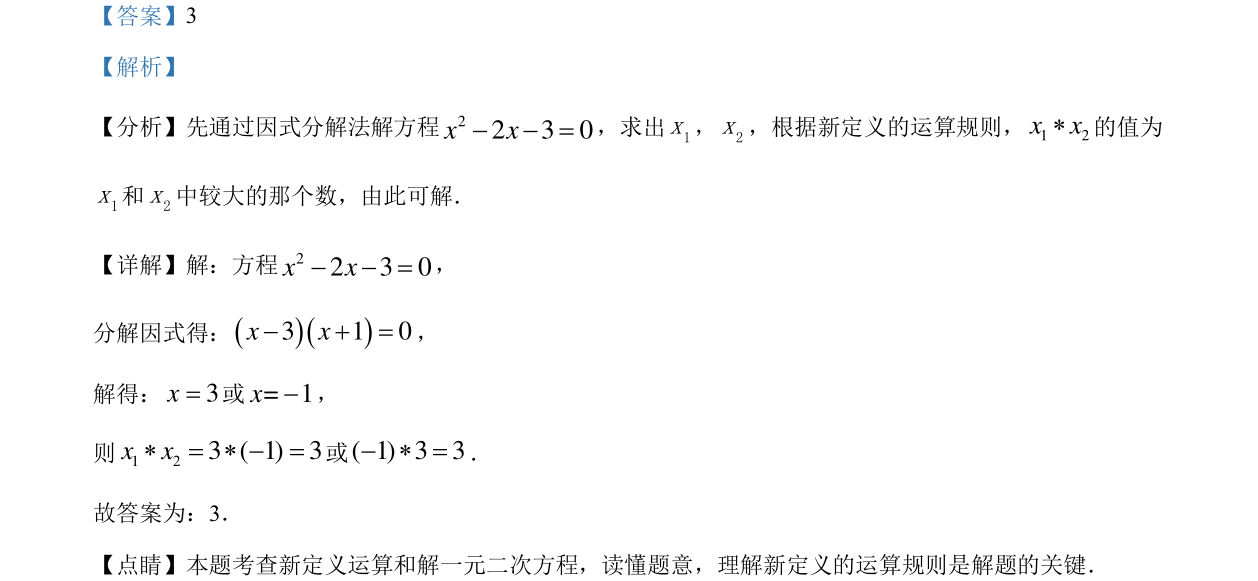 【答案】3
【解析】
【分析】先通过因式分解法解方程 x² − 2x − 3 = 0，求出 x₁，x₂，根据新定义的运算规则，x₁ * x₂ 的值为
x₁ 和 x₂ 中较大的那个数，由此可解．
【详解】解：方程 x² − 2x − 3 = 0，
分解因式得：(x − 3)(x + 1) = 0，
解得：x = 3 或 x = −1，
则 x₁ * x₂ = 3 * (−1) = 3 或 (−1) * 3 = 3．
故答案为：3．
【点睛】本题考查新定义运算和解一元二次方程，读懂题意，理解新定义的运算规则是解题的关键．